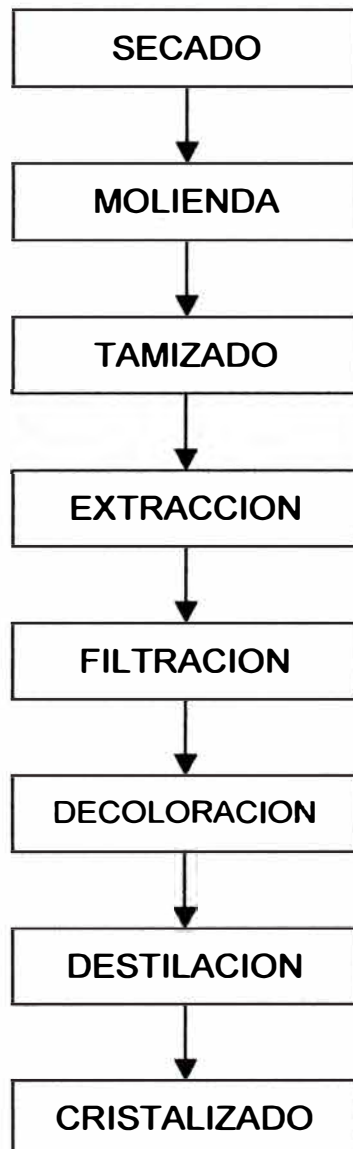 SECADO
MOLIENDA
TAMIZADO
EXTRACCION
FILTRACION
DECOLORACION
DESTILACION
CRISTALIZADO